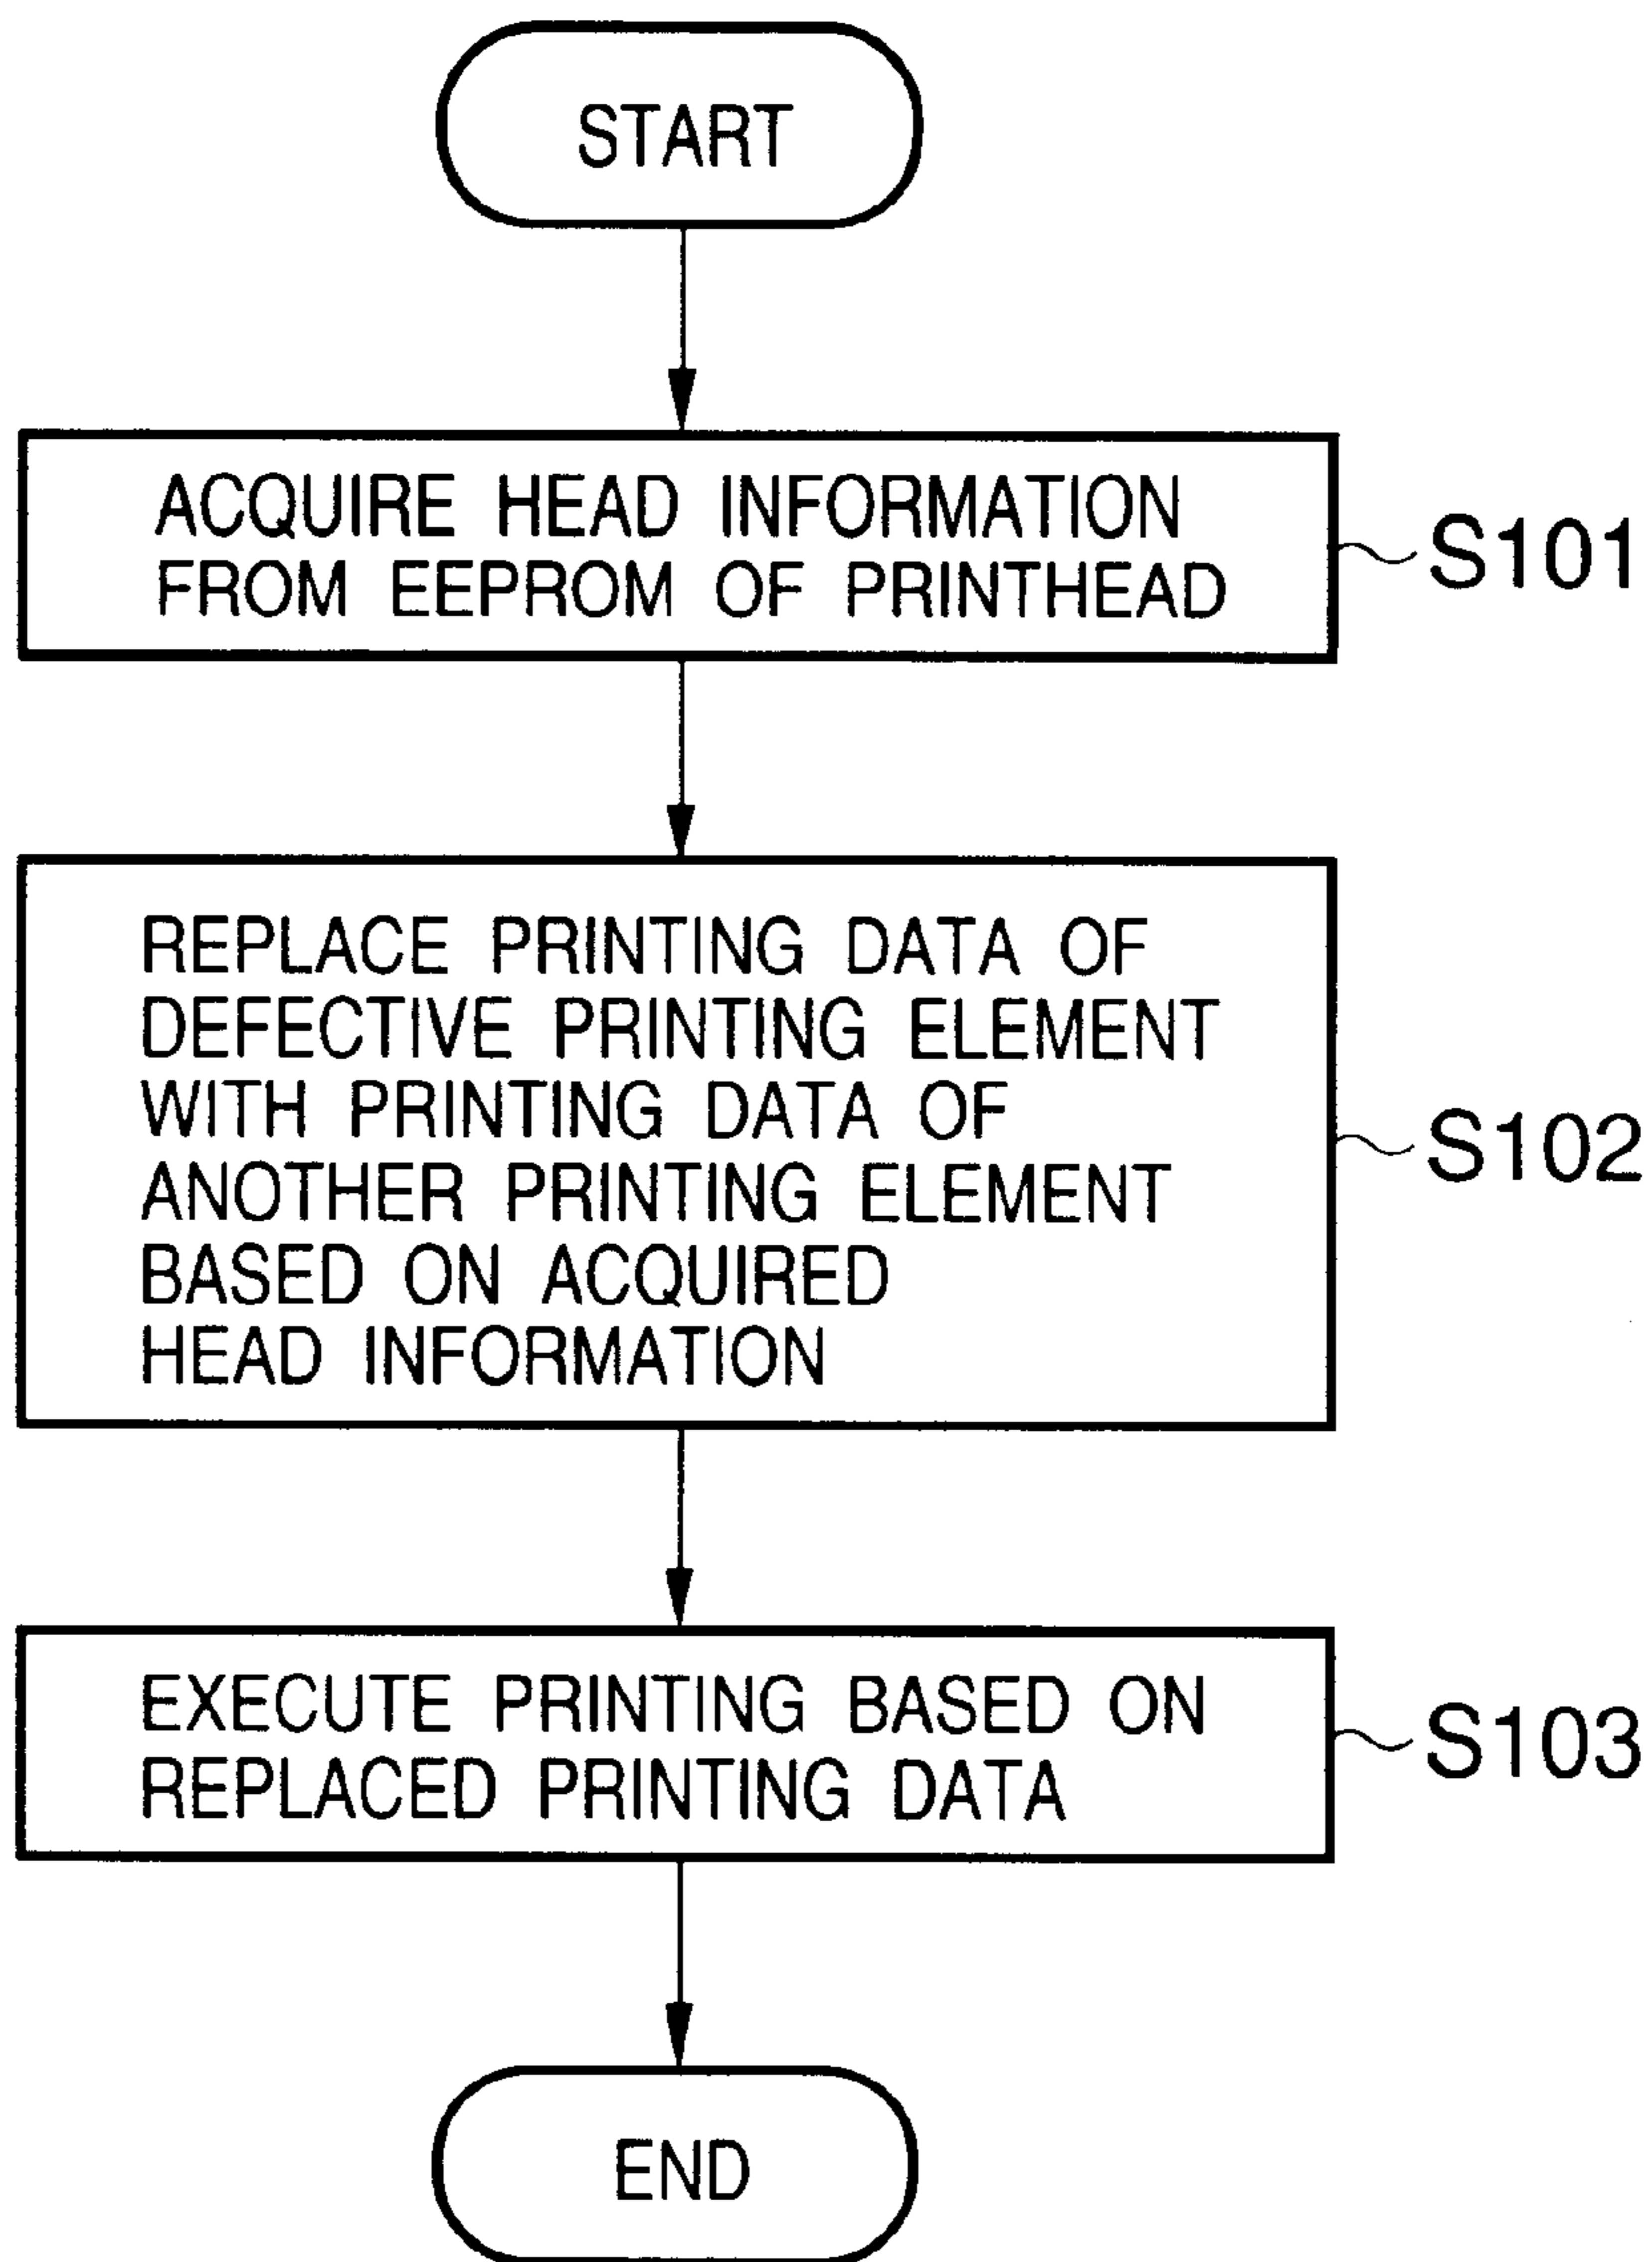 START
ACQUIRE HEAD INFORMATION
FROM EEPROM OF PRINTHEAD
S101
REPLACE PRINTING DATA OF
DEFECTIVE PRINTING ELEMENT
WITH PRINTING DATA OF
ANOTHER PRINTING ELEMENT
BASED ON ACQUIRED
HEAD INFORMATION
S102
EXECUTE PRINTING BASED ON
REPLACED PRINTING DATA
S103
END